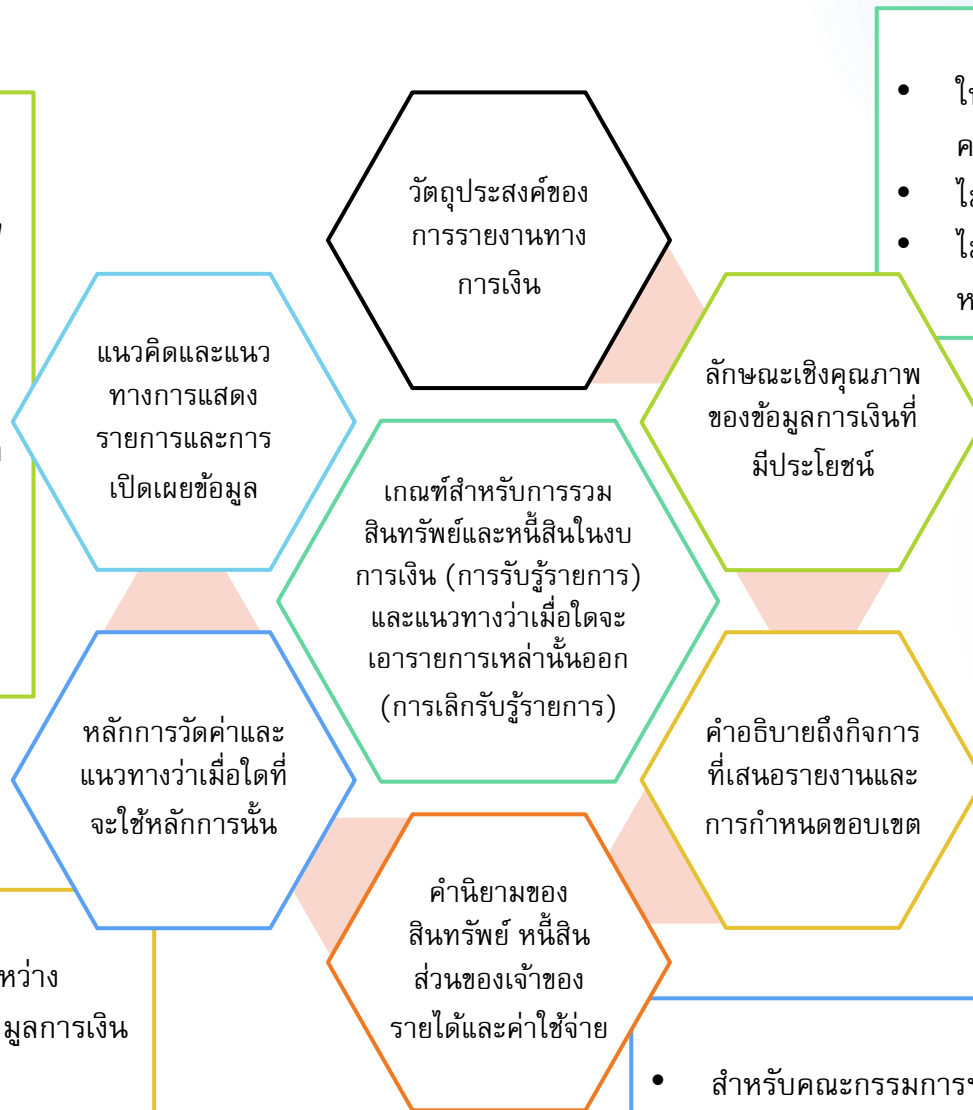 วัตถุประสงค์ของ
การรายงานทาง
การเงิน
ลักษณะเชิงคุณภาพ
ของข้อมูลการเงินที่
มีประโยชน์
คำอธิบายถึงกิจการ
ที่เสนอรายงานและ
การกำหนดขอบเขต
คำนิยามของ
สินทรัพย์ หนี้สิน
ส่วนของเจ้าของ
รายได้และค่าใช้จ่าย
หลักการวัดค่าและ
แนวทางว่าเมื่อใดที่
จะใช้หลักการนั้น
แนวคิดและแนว
ทางการแสดง
รายการและการ
เปิดเผยข้อมูล
เกณฑ์สำหรับการรวม
สินทรัพย์และหนี้สินในงบ
การเงิน (การรับรู้รายการ)
และแนวทางว่าเมื่อใดจะ
เอารายการเหล่านั้นออก
(การเลิกรับรู้รายการ)
หว่าง
มูลการเงิน
• สำหรับคณะกรรมการ